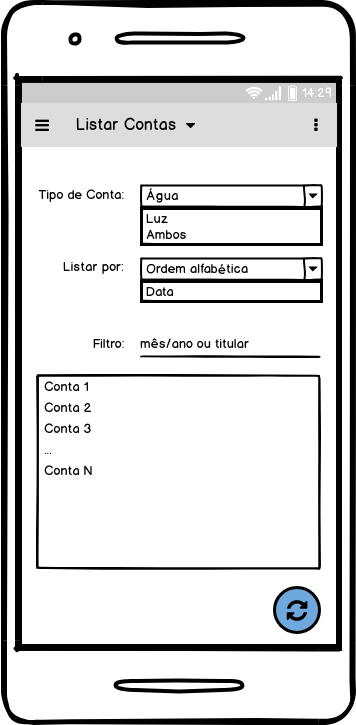 14:29
Listar Contas
Tipo de Conta: Água
Luz
Ambos
Listar por: Ordem alfabética
Data
Filtro: mês/ano ou titular
Conta 1
Conta 2
Conta 3
...
Conta N